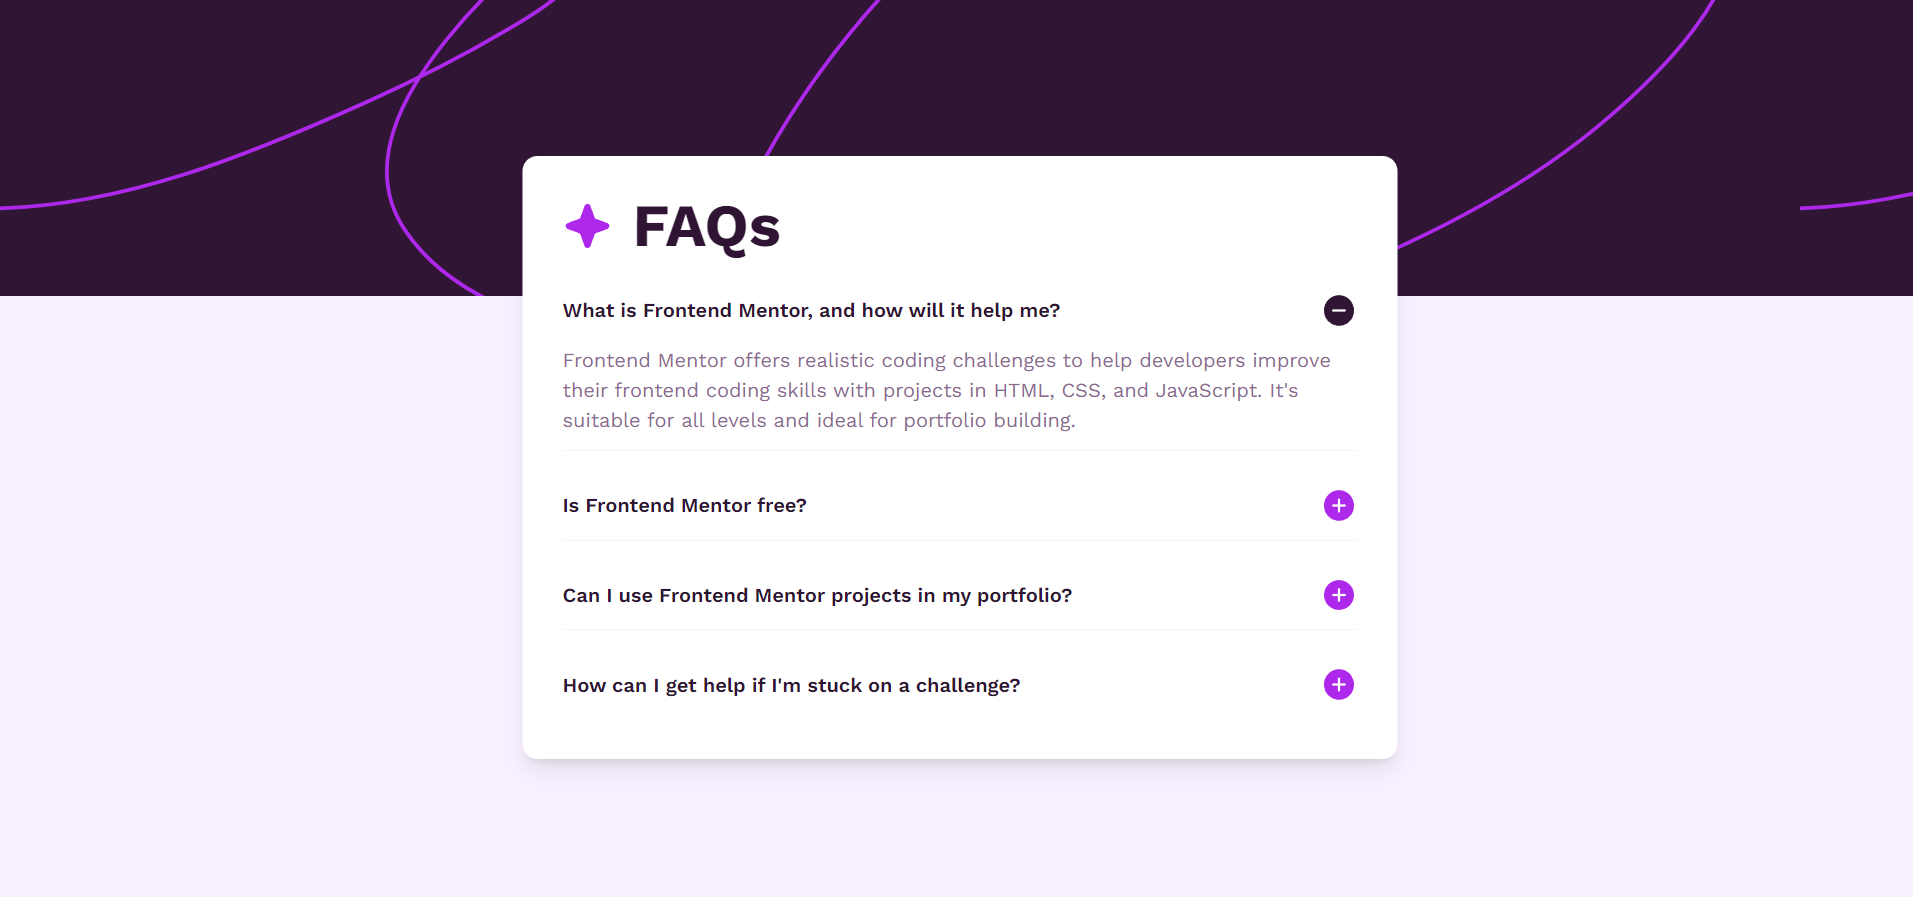 FAQs
What is Frontend Mentor, and how will it help me?
Frontend Mentor offers realistic coding challenges to help developers improve
their frontend coding skills with projects in HTML, CSS, and JavaScript. It's
suitable for all levels and ideal for portfolio building.
Is Frontend Mentor free?
Can I use Frontend Mentor projects in my portfolio?
How can I get help if I'm stuck on a challenge?